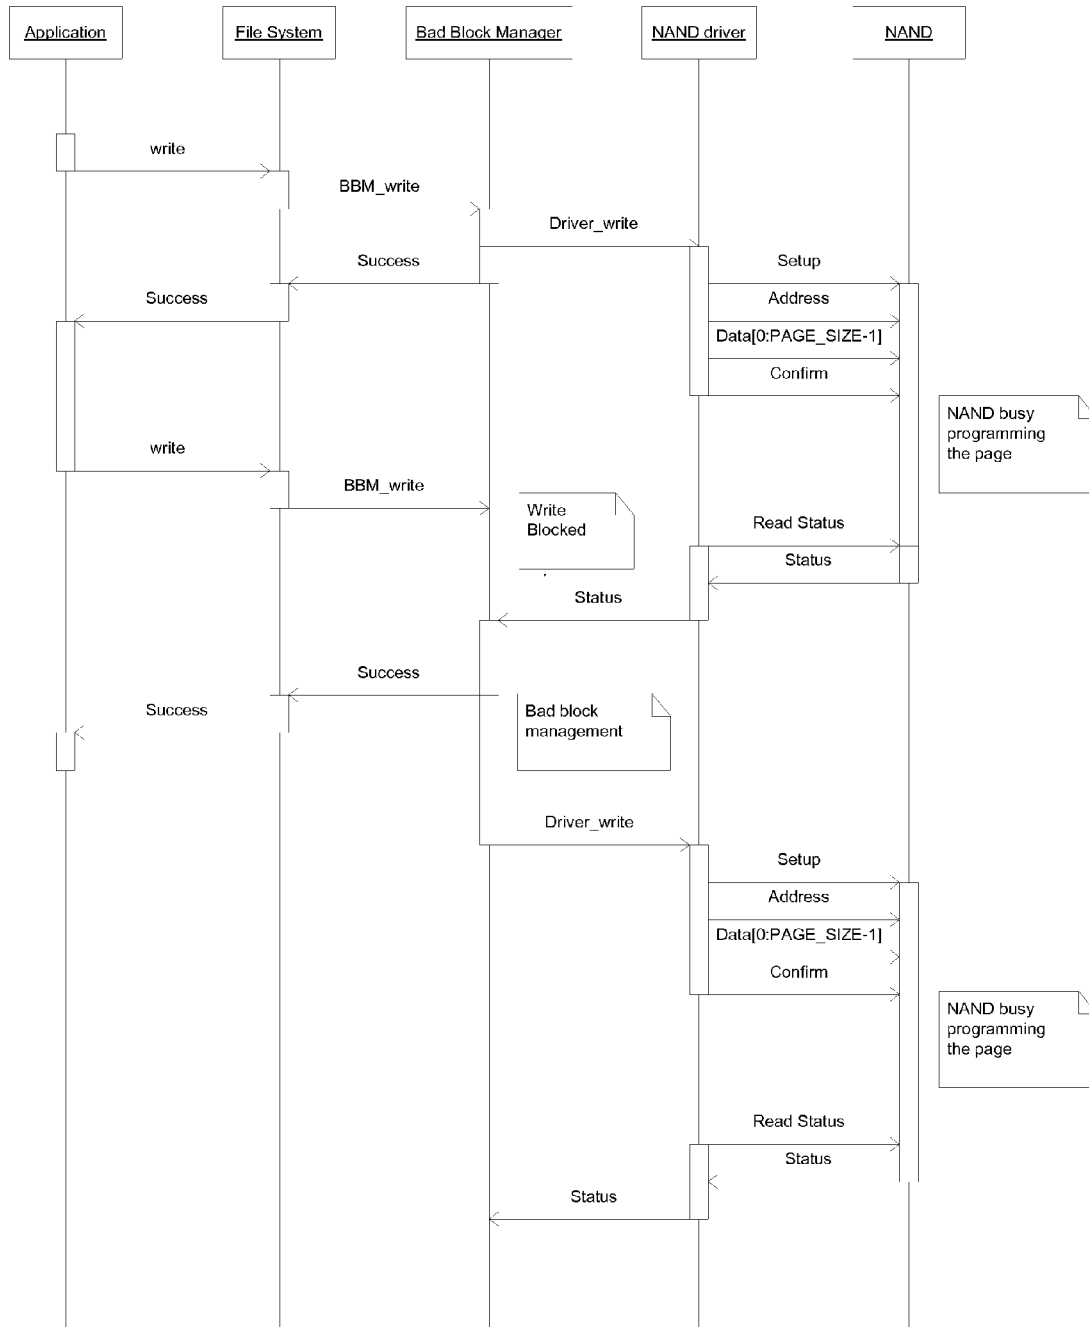 Application
File System
Bad Block Manager
NAND driver
NAND
write
BBM_write
Driver_write
Success
Setup
Success
Address
Data[0:PAGE_SIZE-1]
Confirm
NAND busy
programming
the page
write
BBM_write
Write
Blocked
Read Status
Status
Status
Success
Success
Bad block
management
Driver_write
Setup
Address
Data[0:PAGE_SIZE-1]
Confirm
NAND busy
programming
the page
Read Status
Status
Status